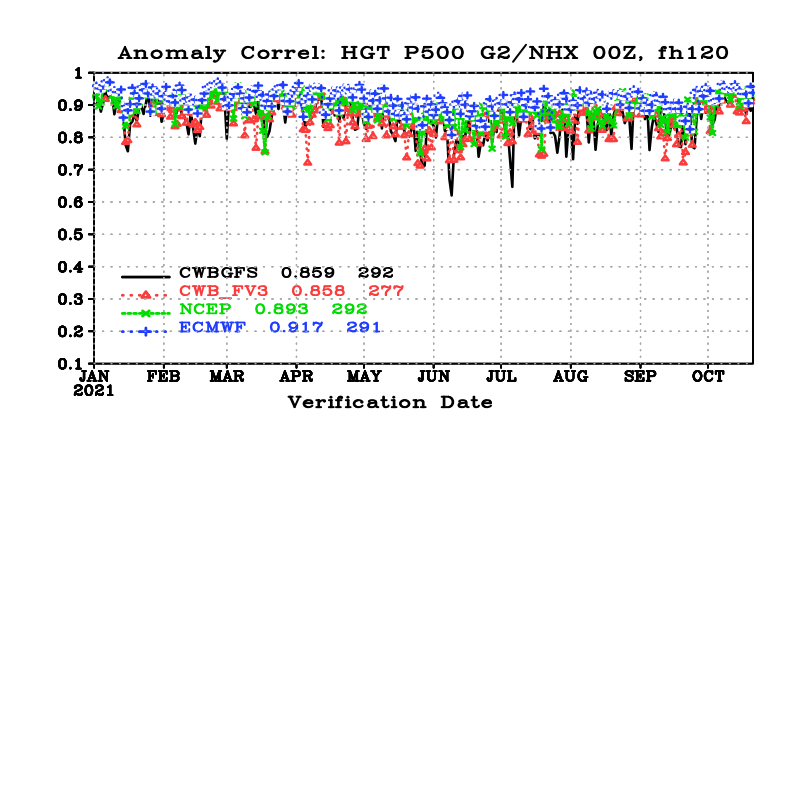 Anomaly Correl: HGT P500 G2/NHX 00Z, fh120
1
0.9
0.8
0.7
0.6
0.5
0.4
0.3
0.2
0.1
CWBGFS 0.859 292
CWB_FV3 0.858 277
NCEP 0.893 292
ECMWF 0.917 291
JAN FEB MAR APR MAY JUN JUL AUG SEP OCT
2021
Verification Date